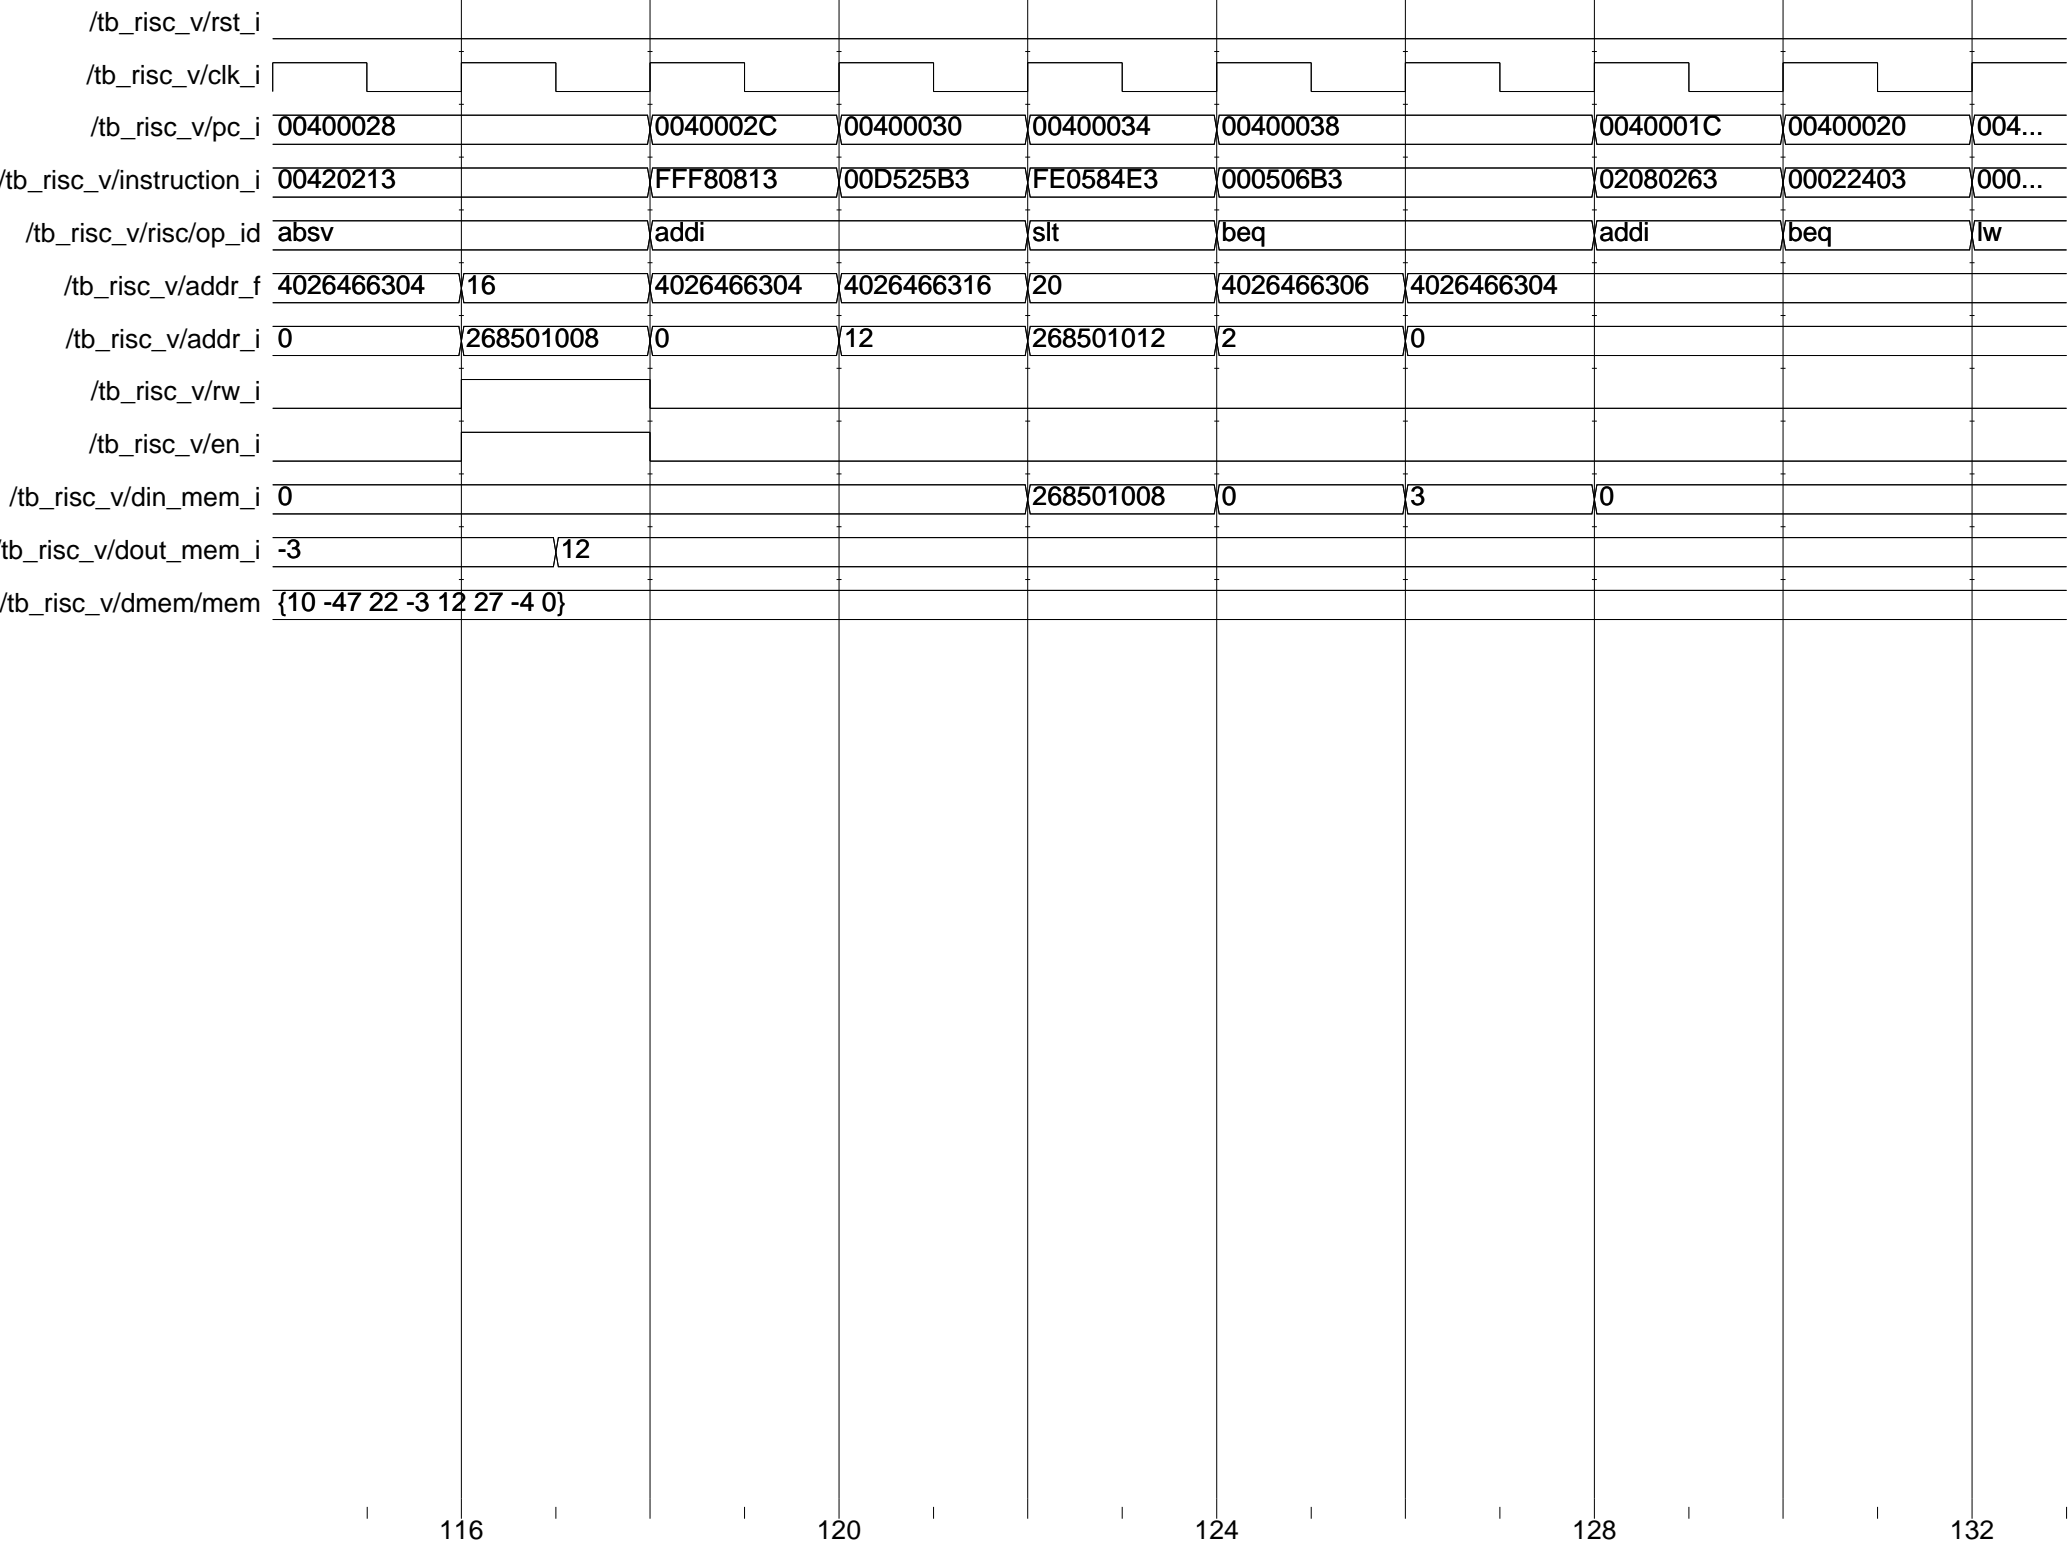 /tb_risc_v/rst_i
/tb_risc_v/clk_i
/tb_risc_v/pc_i 00400028 0040002C 00400030 00400034 00400038 0040001C 00400020 004...
/tb_risc_v/instruction_i 00420213 FFF80813 00D525B3 FE0584E3 000506B3 02080263 00022403 000...
/tb_risc_v/risc/op_id absv addi slt beq addi beq lw
/tb_risc_v/addr_f 4026466304 16 4026466304 4026466316 20 4026466306 4026466304
/tb_risc_v/addr_i 0 268501008 0 12 268501012 2 0
/tb_risc_v/rw_i
/tb_risc_v/en_i
/tb_risc_v/din_mem_i 0 268501008 0 3 0
/tb_risc_v/dout_mem_i -3 12
/tb_risc_v/dmem/mem {10 -47 22 -3 12 27 -4 0}
116 120 124 128 132